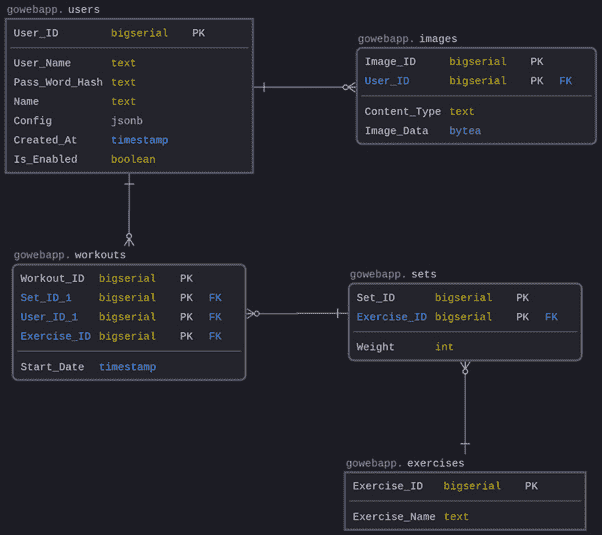 gowebapp. users
User_ID bigserial PK
User_Name text
Pass_Word_Hash text
Name text
Config jsonb
Created_At timestamp
Is_Enabled boolean
gowebapp. images
Image_ID bigserial PK
User_ID bigserial PK FK
Content_Type text
Image_Data bytea
gowebapp. workouts
Workout_ID bigserial PK
Set_ID_1 bigserial PK FK
User_ID_1 bigserial PK FK
Exercise_ID bigserial PK FK
Start_Date timestamp
gowebapp. sets
Set_ID bigserial PK
Exercise_ID bigserial PK FK
Weight int
gowebapp. exercises
Exercise_ID bigserial PK
Exercise_Name text